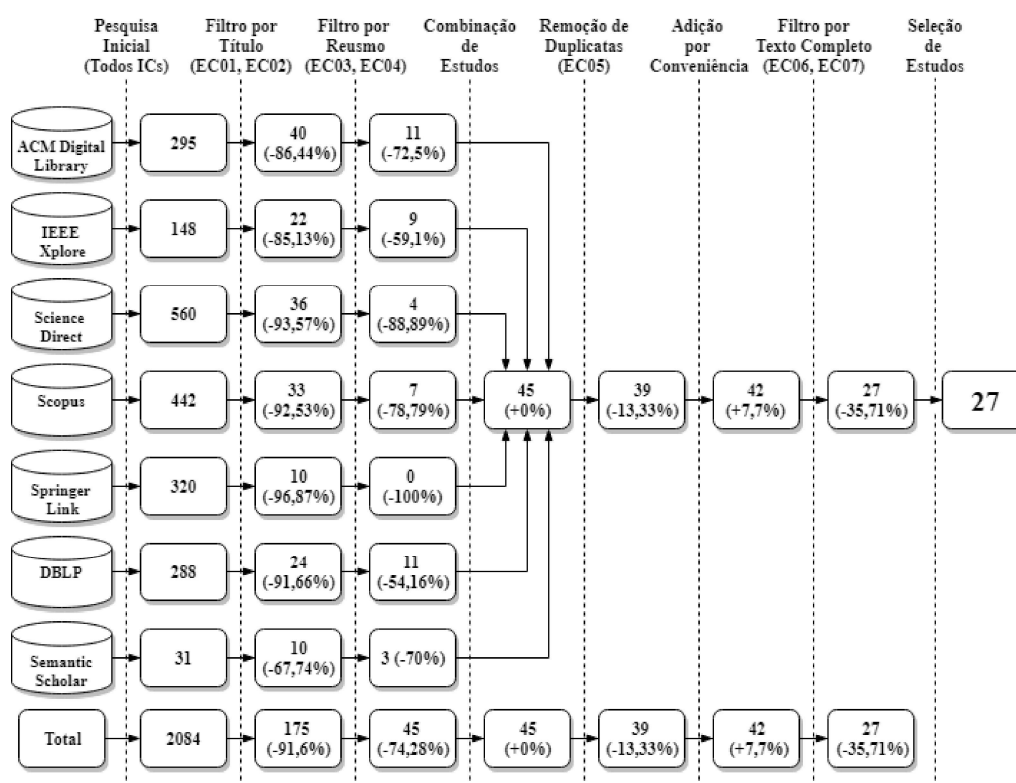 Pesquisa
Inicial
(Todos ICs)
Filtro por
Título
(EC01, EC02)
Filtro por
Reusmo
(EC03, EC04)
Combinação
de
Estudos
Remoção de
Duplicatas
(EC05)
Adição
por
Conveniência
Filtro por
Texto Completo
(EC06, EC07)
Seleção
de
Estudos
ACM Digital
Library
295
40
(-86,44%)
11
(-72,5%)
IEEE
Xplore
148
22
(-85,13%)
9
(-59,1%)
Science
Direct
560
36
(-93,57%)
4
(-88,89%)
Scopus
442
33
(-92,53%)
7
(-78,79%)
45
(+0%)
39
(-13,33%)
42
(+7,7%)
27
(-35,71%)
27
Springer
Link
320
10
(-96,87%)
0
(-100%)
DBLP
288
24
(-91,66%)
11
(-54,16%)
Semantic
Scholar
31
10
(-67,74%)
3 (-70%)
Total
2084
175
(-91,6%)
45
(-74,28%)
45
(+0%)
39
(-13,33%)
42
(+7,7%)
27
(-35,71%)